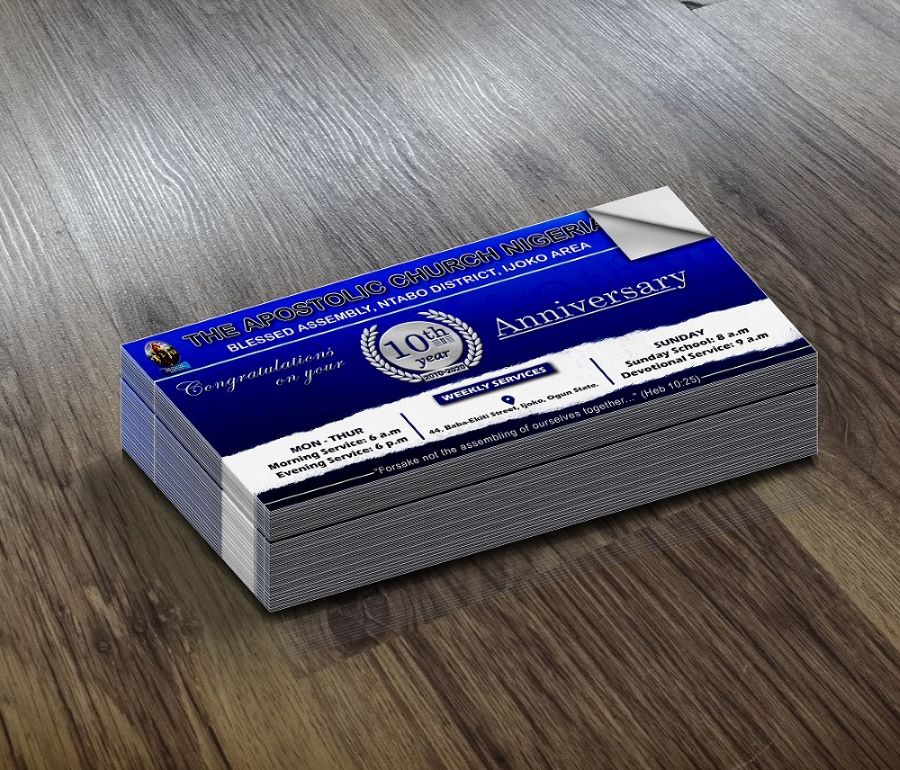 THE APOSTOLIC CHURCH NIGERIA
BLESSED ASSEMBLY, NTABO DISTRICT, IJOKO AREA
Congratulations
on your
10th
year
2010-2020
Anniversary
WEEKLY SERVICES
44, Baba-Ekiti Street, Ijoko, Ogun State.
MON - THUR
Morning Service: 6 a.m
Evening Service: 6 p.m
SUNDAY
Sunday School: 8 a.m
Devotional Service: 9 a.m
"Forsake not the assembling of ourselves together..." (Heb 10:25)